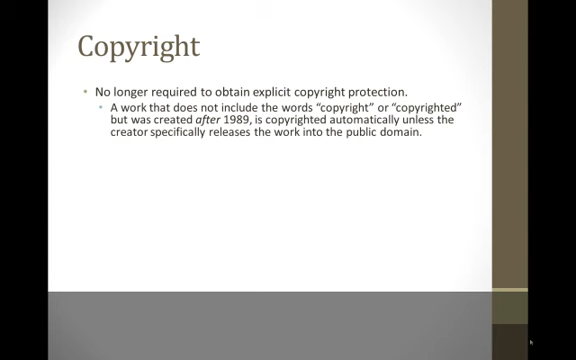 Copyright
No longer required to obtain explicit copyright protection.
A work that does not include the words “copyright” or “copyrighted”
but was created after 1989, is copyrighted automatically unless the
creator specifically releases the work into the public domain.